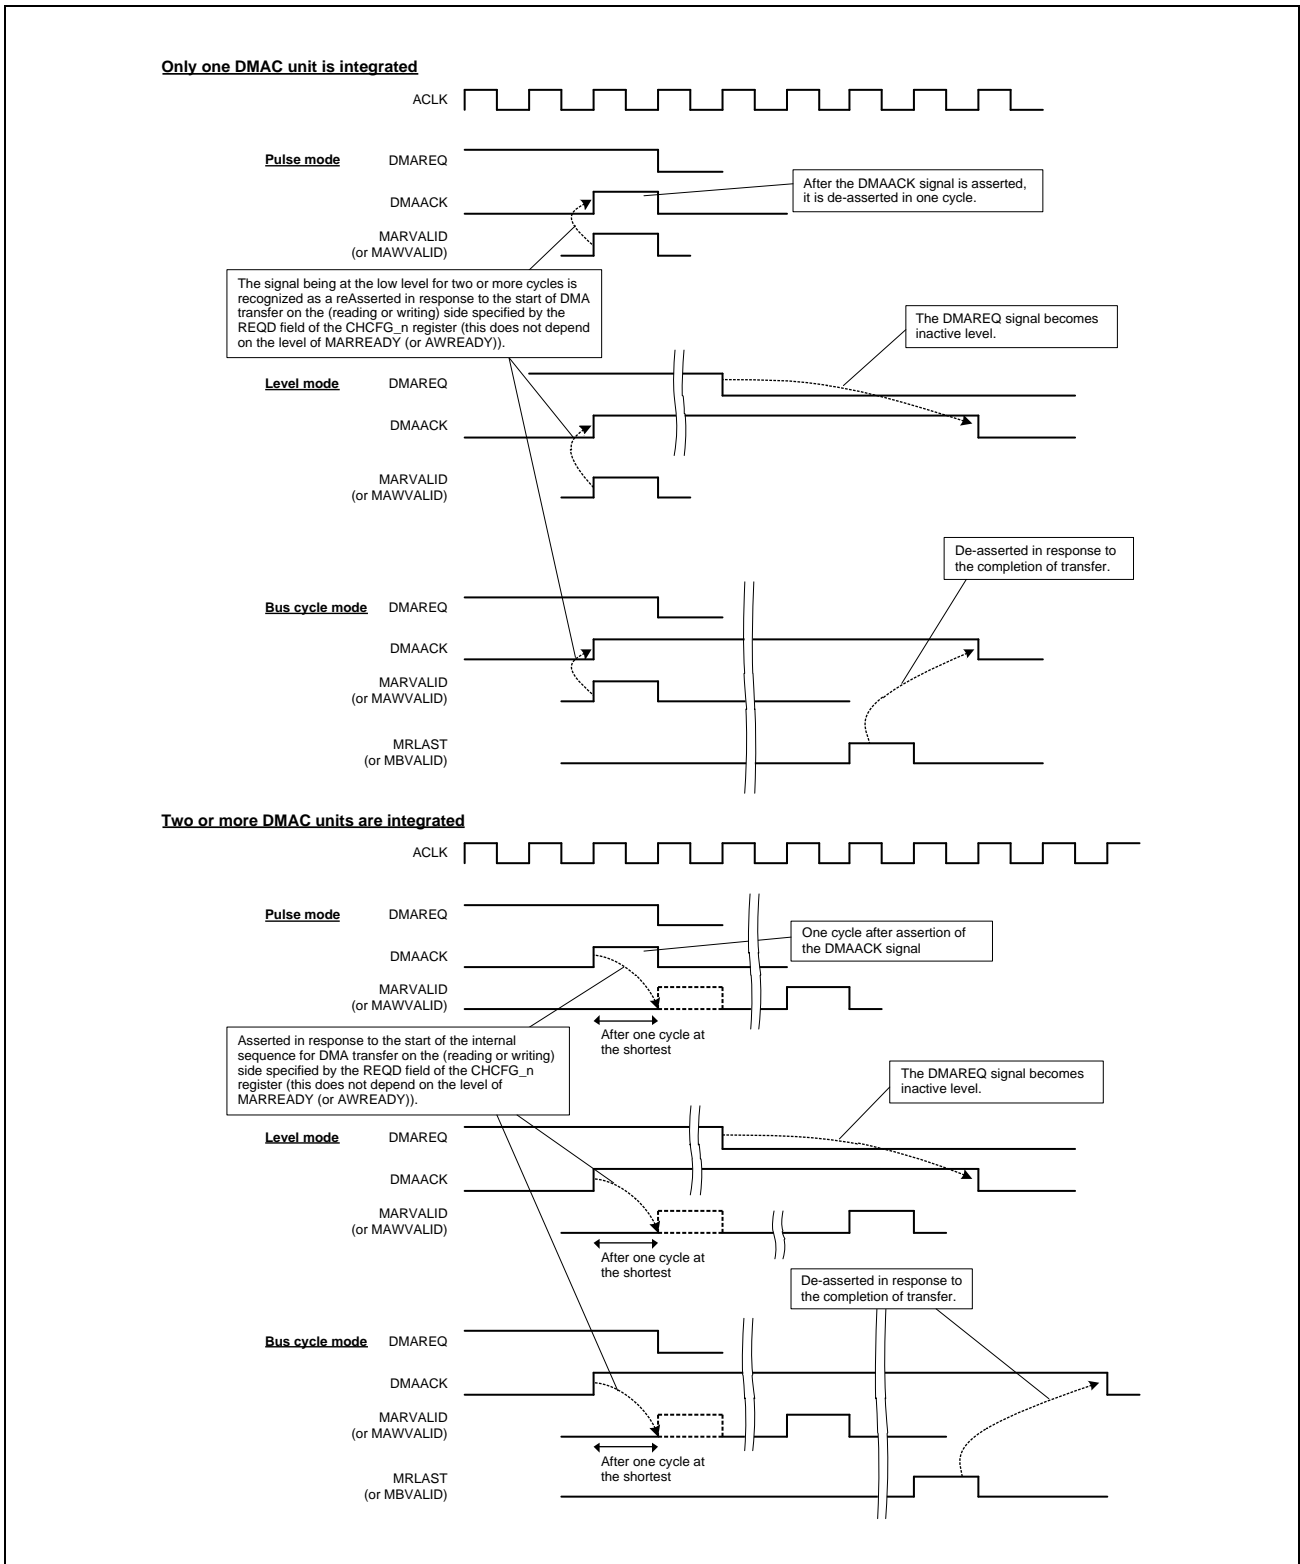 Only one DMAC unit is integrated
ACLK
Pulse mode DMAREQ
After the DMAACK signal is asserted,
it is de-asserted in one cycle.
DMAACK
MARVALID
(or MAWVALID)
The signal being at the low level for two or more cycles is
recognized as a reAsserted in response to the start of DMA
transfer on the (reading or writing) side specified by the
REQD field of the CHCFG_n register (this does not depend
on the level of MARREADY (or AWREADY)).
The DMAREQ signal becomes
inactive level.
Level mode DMAREQ
DMAACK
MARVALID
(or MAWVALID)
De-asserted in response to
the completion of transfer.
Bus cycle mode DMAREQ
DMAACK
MARVALID
(or MAWVALID)
MRLAST
(or MBVALID)
Two or more DMAC units are integrated
ACLK
Pulse mode DMAREQ
One cycle after assertion of
the DMAACK signal
DMAACK
MARVALID
(or MAWVALID)
After one cycle at
the shortest
Asserted in response to the start of the internal
sequence for DMA transfer on the (reading or writing)
side specified by the REQD field of the CHCFG_n
register (this does not depend on the level of
MARREADY (or AWREADY)).
The DMAREQ signal becomes
inactive level.
Level mode DMAREQ
DMAACK
MARVALID
(or MAWVALID)
After one cycle at
the shortest
De-asserted in response to
the completion of transfer.
Bus cycle mode DMAREQ
DMAACK
MARVALID
(or MAWVALID)
After one cycle at
the shortest
MRLAST
(or MBVALID)